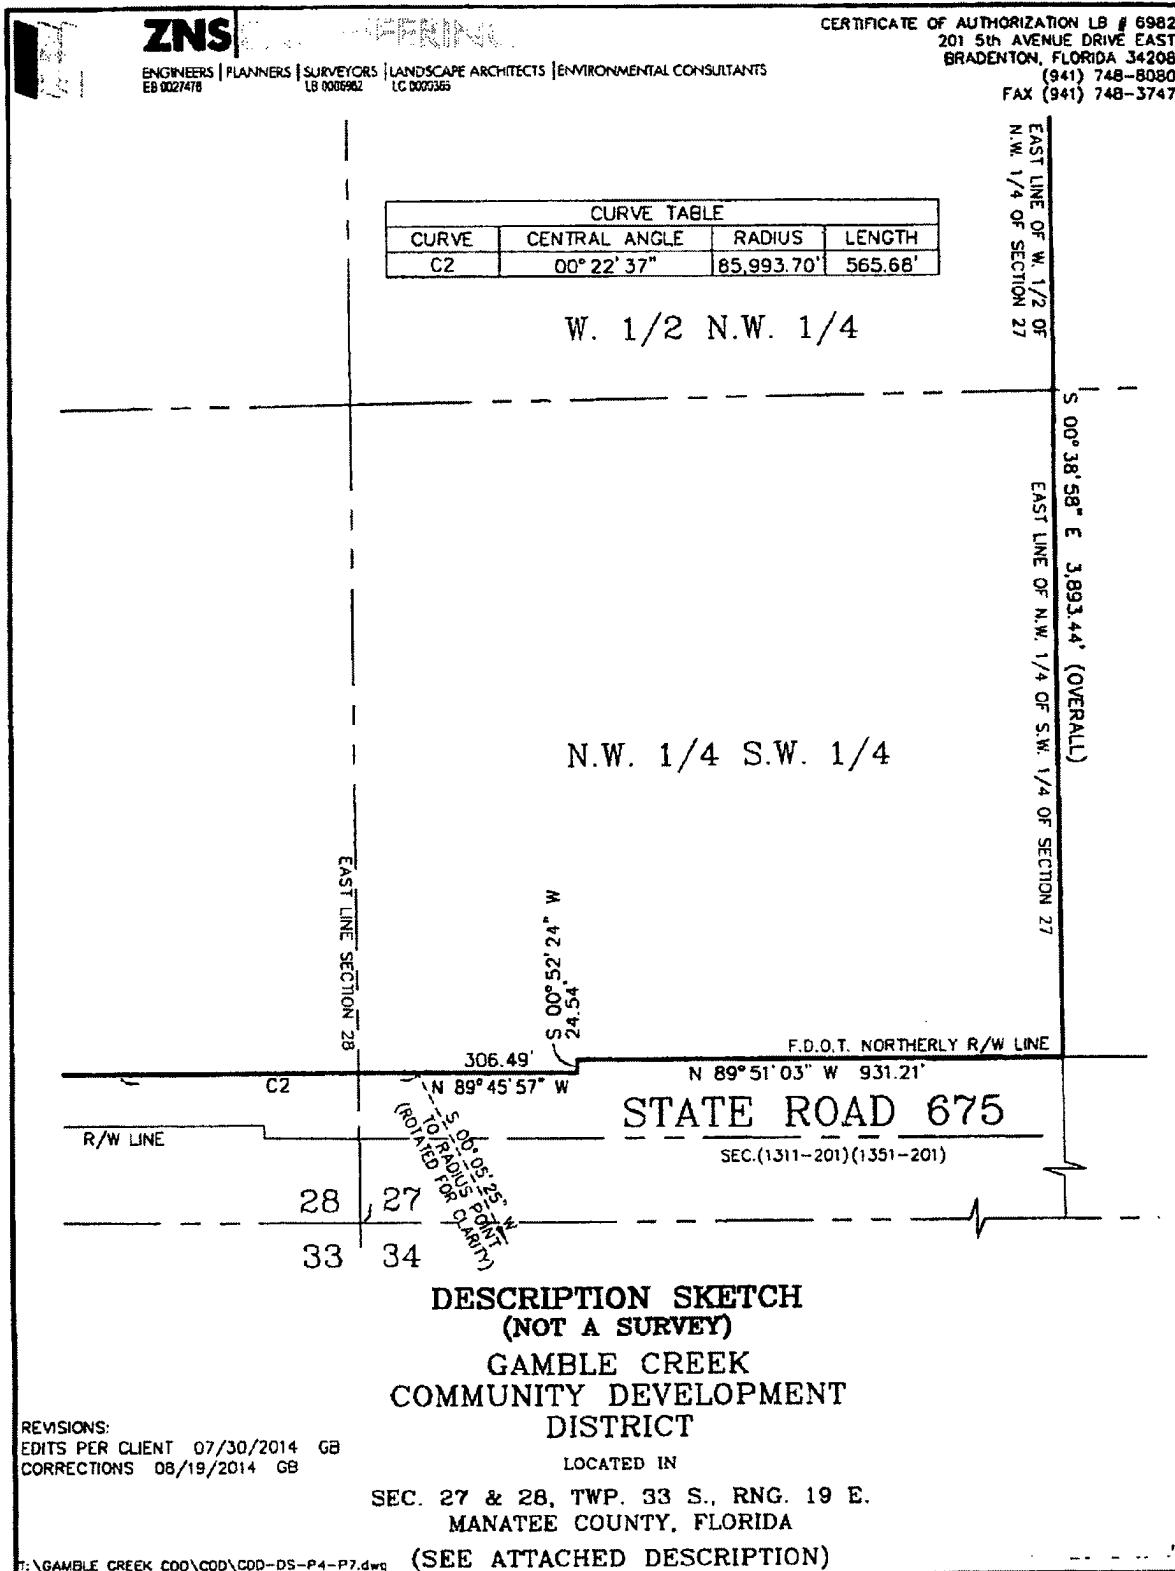 ZNS
ENGINEERS | PLANNERS | SURVEYORS | LANDSCAPE ARCHITECTS | ENVIRONMENTAL CONSULTANTS
EB 0027476 LB 0006982 LC 0000365
CERTIFICATE OF AUTHORIZATION LB # 6982
201 5th AVENUE DRIVE EAST
BRADENTON, FLORIDA 34208
(941) 748-8080
FAX (941) 748-3747
EAST LINE OF W. 1/2 OF
N.W. 1/4 OF SECTION 27
CURVE TABLE
CURVE CENTRAL ANGLE RADIUS LENGTH
C2 00°22'37" 85,993.70' 565.68'
W. 1/2 N.W. 1/4
S 00°38'58" E 3,893.44' (OVERALL)
EAST LINE OF N.W. 1/4 OF S.W. 1/4 OF SECTION 27
N.W. 1/4 S.W. 1/4
EAST LINE SECTION 28
S 00°52'24" W
24.54'
F.D.O.T. NORTHERLY R/W LINE
306.49'
N 89°51'03" W 931.21'
C2
N 89°45'57" W
STATE ROAD 675
SEC.(1311-201)(1351-201)
R/W LINE
S 00°05'25" W
TO RADIUS POINT
(ROTATED FOR CLARITY)
28 27
33 34
DESCRIPTION SKETCH
(NOT A SURVEY)
GAMBLE CREEK
COMMUNITY DEVELOPMENT
DISTRICT
REVISIONS:
EDITS PER CLIENT 07/30/2014 GB
CORRECTIONS 08/19/2014 GB
LOCATED IN
SEC. 27 & 28, TWP. 33 S., RNG. 19 E.
MANATEE COUNTY, FLORIDA
(SEE ATTACHED DESCRIPTION)
T:\GAMBLE CREEK CDD\CDD\CDD-DS-P4-P7.dwg